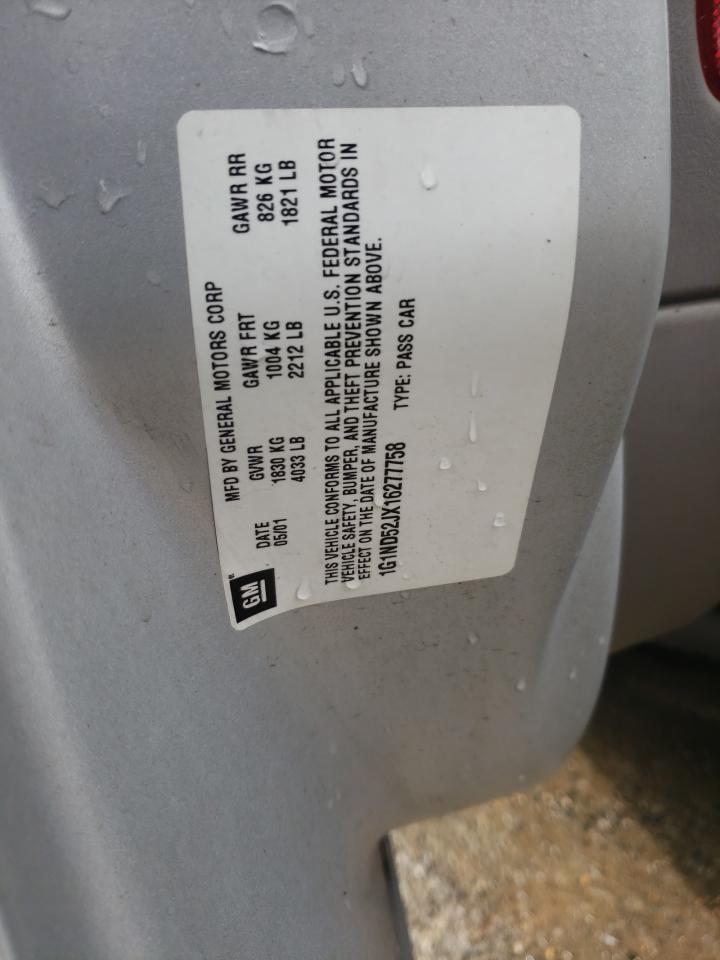 GM
MFD BY GENERAL MOTORS CORP
DATE GVWR GAWR FRT GAWR RR
05/01 1830 KG 1004 KG 826 KG
4033 LB 2212 LB 1821 LB
THIS VEHICLE CONFORMS TO ALL APPLICABLE U.S. FEDERAL MOTOR
VEHICLE SAFETY, BUMPER, AND THEFT PREVENTION STANDARDS IN
EFFECT ON THE DATE OF MANUFACTURE SHOWN ABOVE.
1G1ND52JX16277758 TYPE: PASS CAR